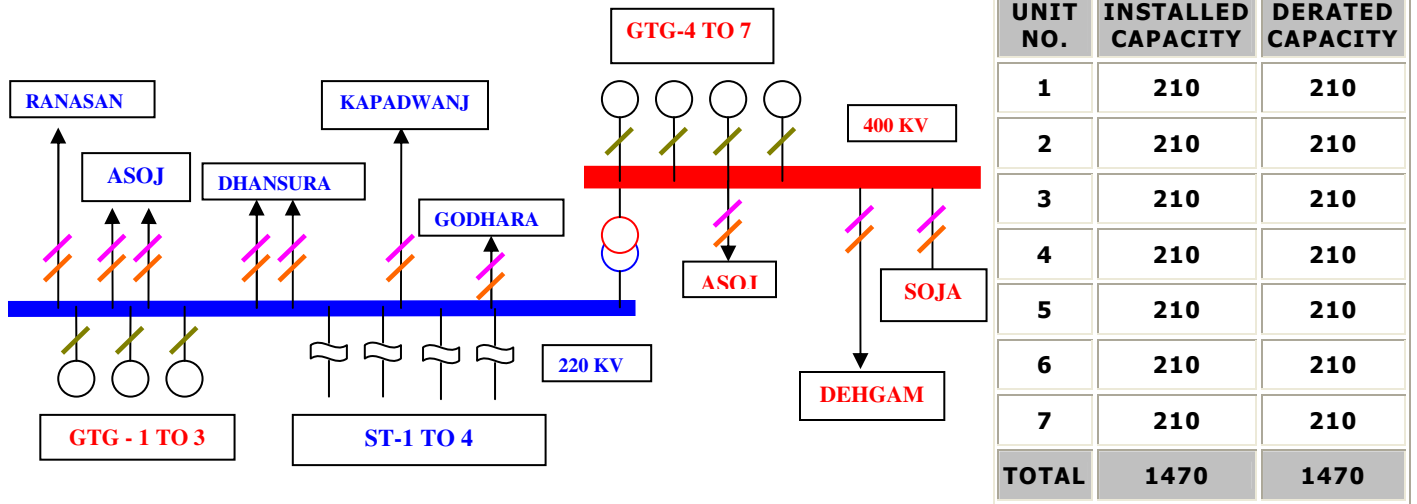 GTG-4 TO 7
RANASAN
KAPADWANJ
400 KV
ASOJ
DHANSURA
GODHARA
ASOJ
SOJA
220 KV
DEHGAM
GTG - 1 TO 3
ST-1 TO 4
UNIT NO. INSTALLED CAPACITY DERATED CAPACITY
1 210 210
2 210 210
3 210 210
4 210 210
5 210 210
6 210 210
7 210 210
TOTAL 1470 1470